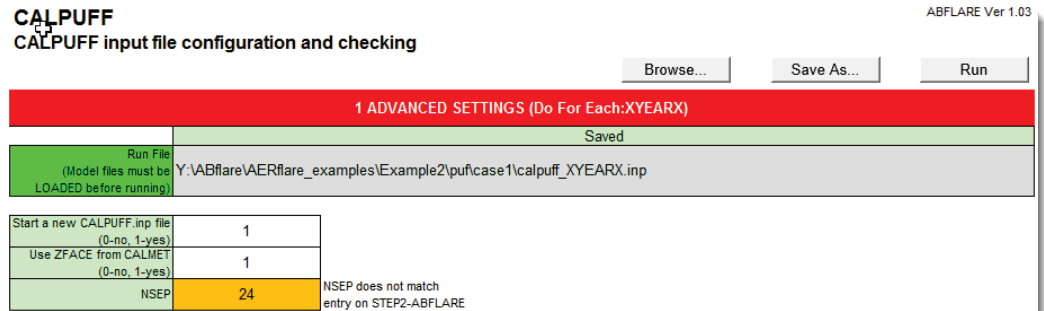 CALPUFF
ABFLARE Ver 1.03
CALPUFF input file configuration and checking
Browse...
Save As...
Run
1 ADVANCED SETTINGS (Do For Each:XYEARX)
Saved
Run File
(Model files must be
LOADED before running)
Y:\ABflare\AERflare_examples\Example2\puf\case1\calpuff_XYEARX.inp
Start a new CALPUFF.inp file
(0-no, 1-yes)
1
Use ZFACE from CALMET
(0-no, 1-yes)
1
NSEP
24
NSEP does not match
entry on STEP2-ABFLARE